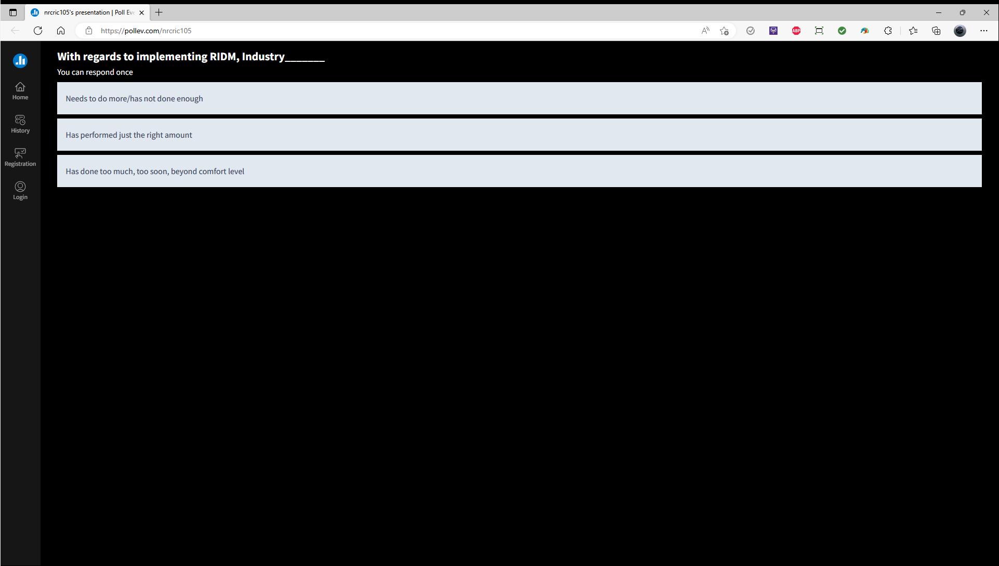 nrcric105's presentation | Poll Eve
https://pollev.com/nrcric105
ABP
With regards to implementing RIDM, Industry_______
You can respond once
Needs to do more/has not done enough
Has performed just the right amount
Has done too much, too soon, beyond comfort level
Home
History
Registration
Login